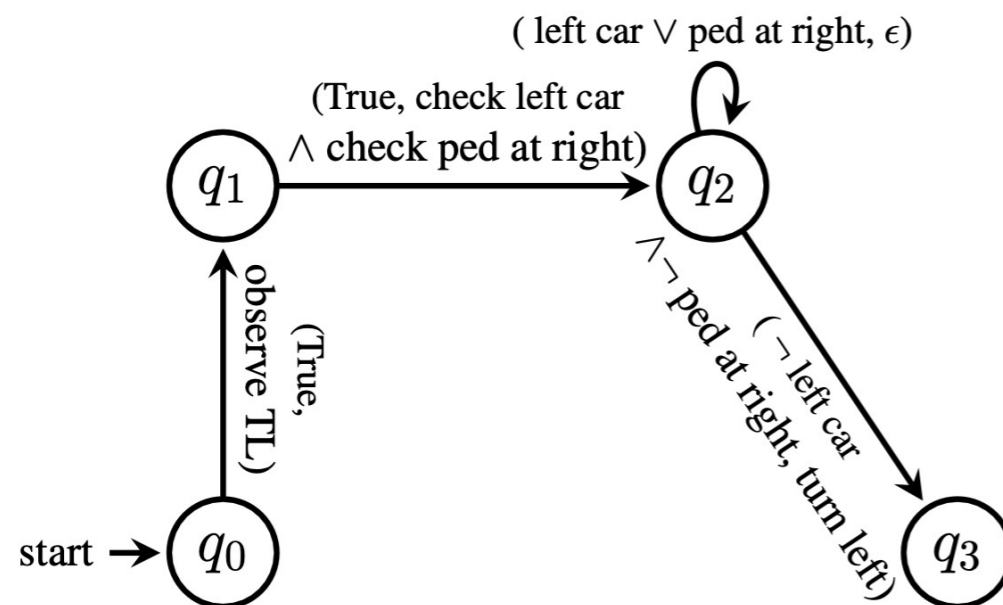 ( left car ∨ ped at right, ϵ)
(True, check left car
∧ check ped at right)
q1
q2
(True,
observe TL)
( ¬ left car
∧¬ ped at right, turn left)
start
q0
q3